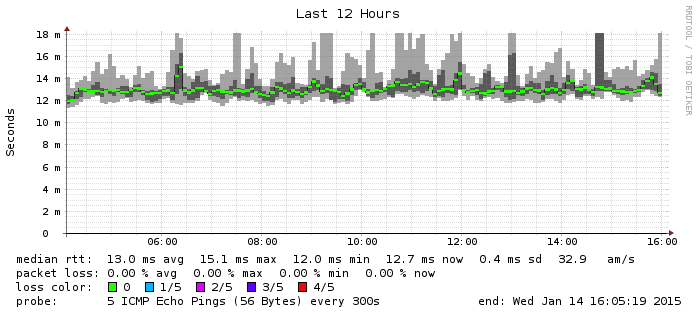 Last 12 Hours
RRDTOOL / TOBI OETIKER
Seconds
18 m
16 m
14 m
12 m
10 m
8 m
6 m
4 m
2 m
0
06:00 08:00 10:00 12:00 14:00 16:00
median rtt: 13.0 ms avg 15.1 ms max 12.0 ms min 12.7 ms now 0.4 ms sd 32.9 am/s
packet loss: 0.00 % avg 0.00 % max 0.00 % min 0.00 % now
loss color: 0 1/5 2/5 3/5 4/5
probe: 5 ICMP Echo Pings (56 Bytes) every 300s end: Wed Jan 14 16:05:19 2015